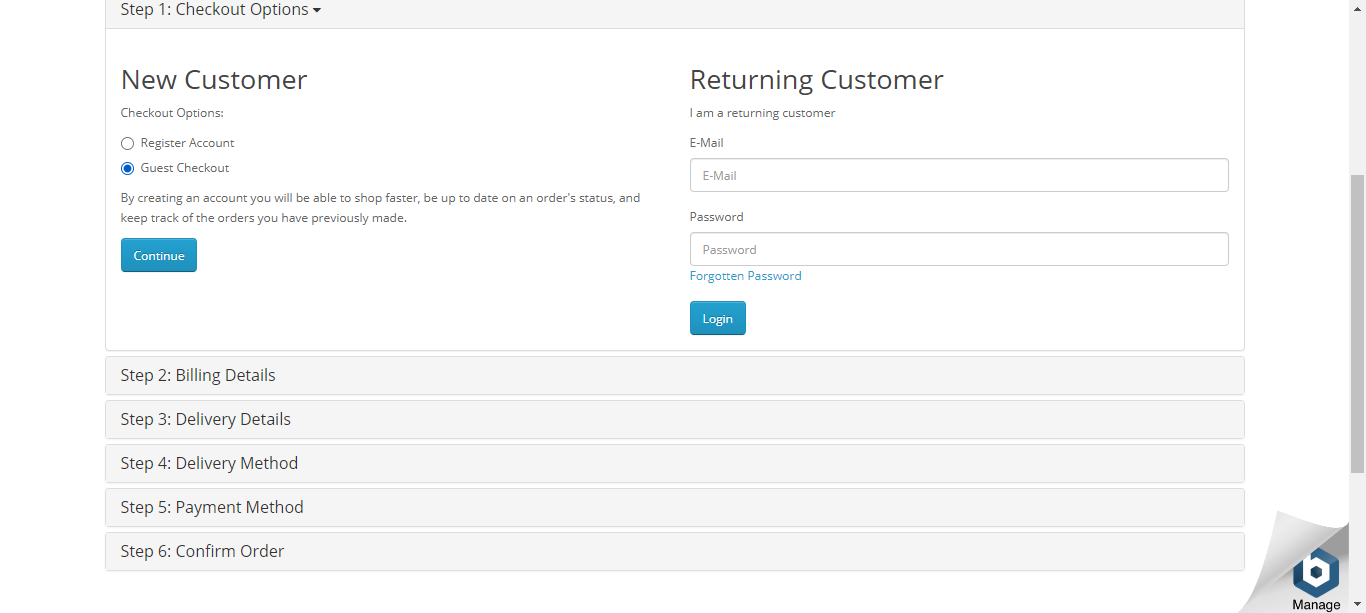 Step 1: Checkout Options
New Customer
Checkout Options:
Register Account
Guest Checkout
By creating an account you will be able to shop faster, be up to date on an order's status, and
keep track of the orders you have previously made.
Continue
Returning Customer
I am a returning customer
E-Mail
E-Mail
Password
Password
Forgotten Password
Login
Step 2: Billing Details
Step 3: Delivery Details
Step 4: Delivery Method
Step 5: Payment Method
Step 6: Confirm Order
b
Manage